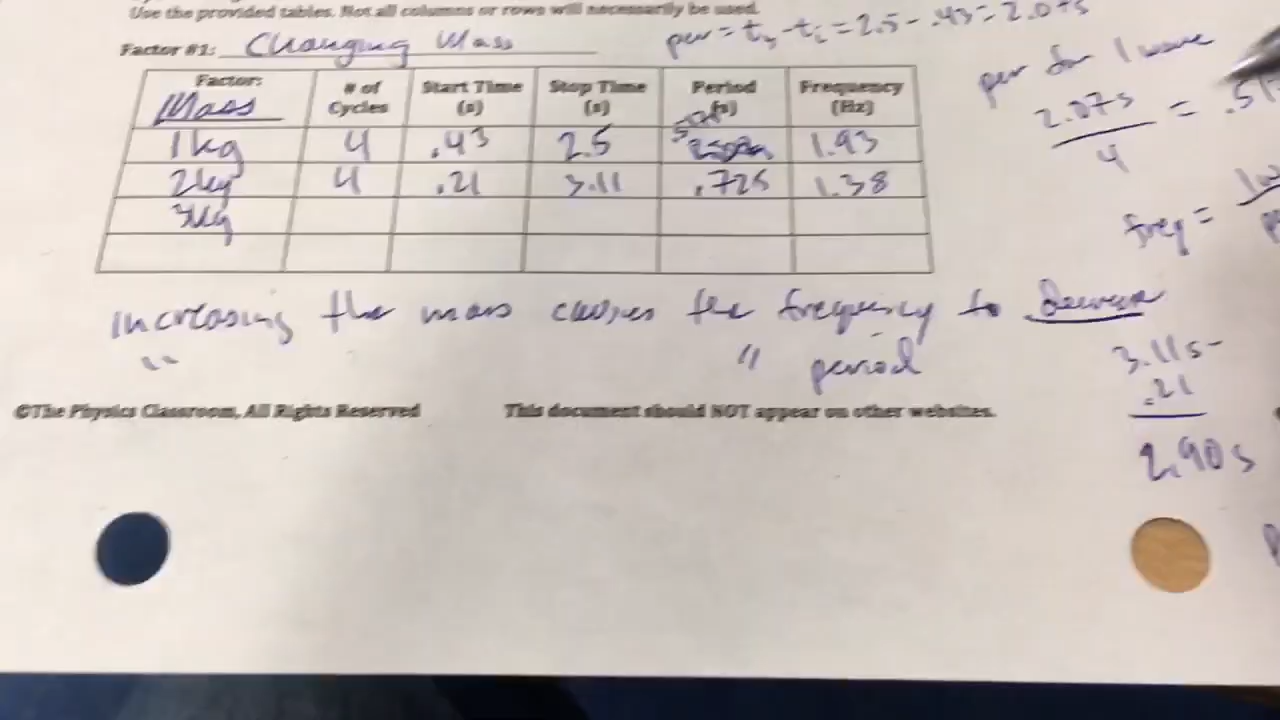 Use the provided tables. Not all columns or rows will necessarily be used.
Factor #1: Changing Mass
per = t₂ - t₁ = 2.5 - .43 = 2.07s
Factor: Mass # of Cycles Start Time (s) Stop Time (s) Period (s) Frequency (Hz)
1kg 4 .43 2.5 1.93
2kg 4 .21 3.11 .725 1.38
3kg
per for 1 wave
2.07s
4
= .51
freq =
increasing the mass causes the frequency to decrease
" " period
3.11s-
.21
2.90s
©The Physics Classroom, All Rights Reserved This document should NOT appear on other websites.